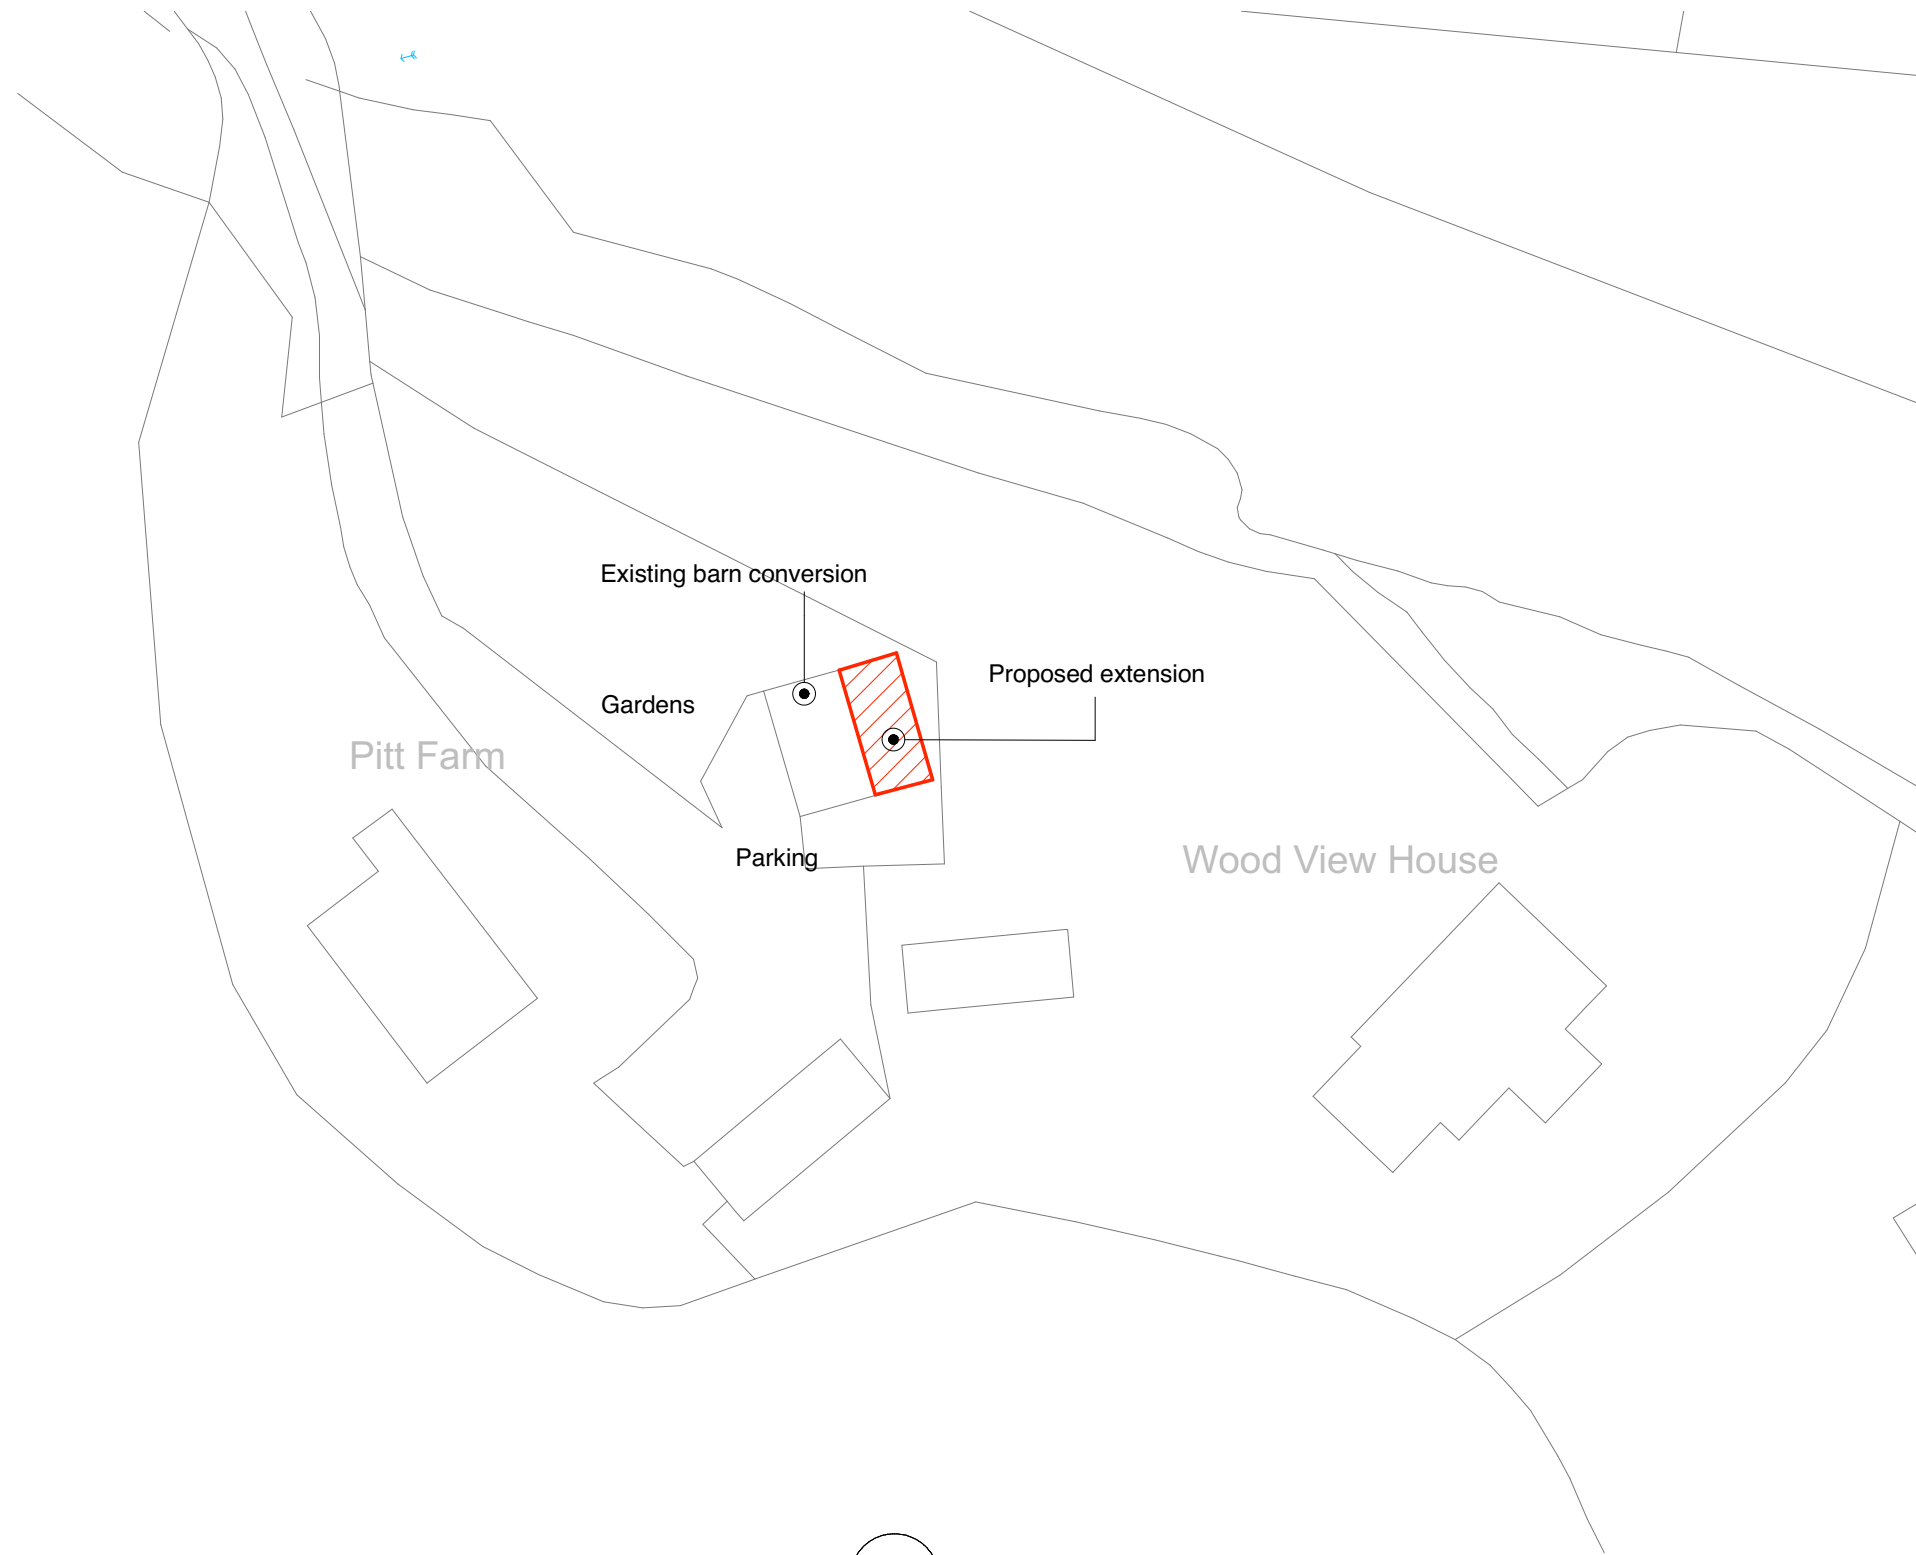 Existing barn conversion
Proposed extension
Gardens
Pitt Farm
Parking
Wood View House